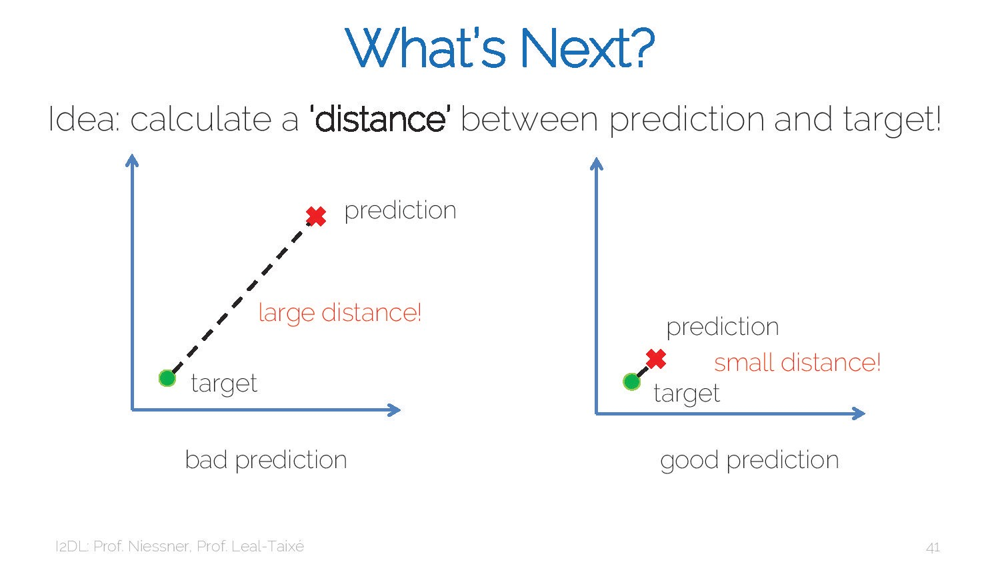 What's Next?
Idea: calculate a 'distance' between prediction and target!
prediction
large distance!
target
bad prediction
prediction
small distance!
target
good prediction
I2DL: Prof. Niessner, Prof. Leal-Taixé
41